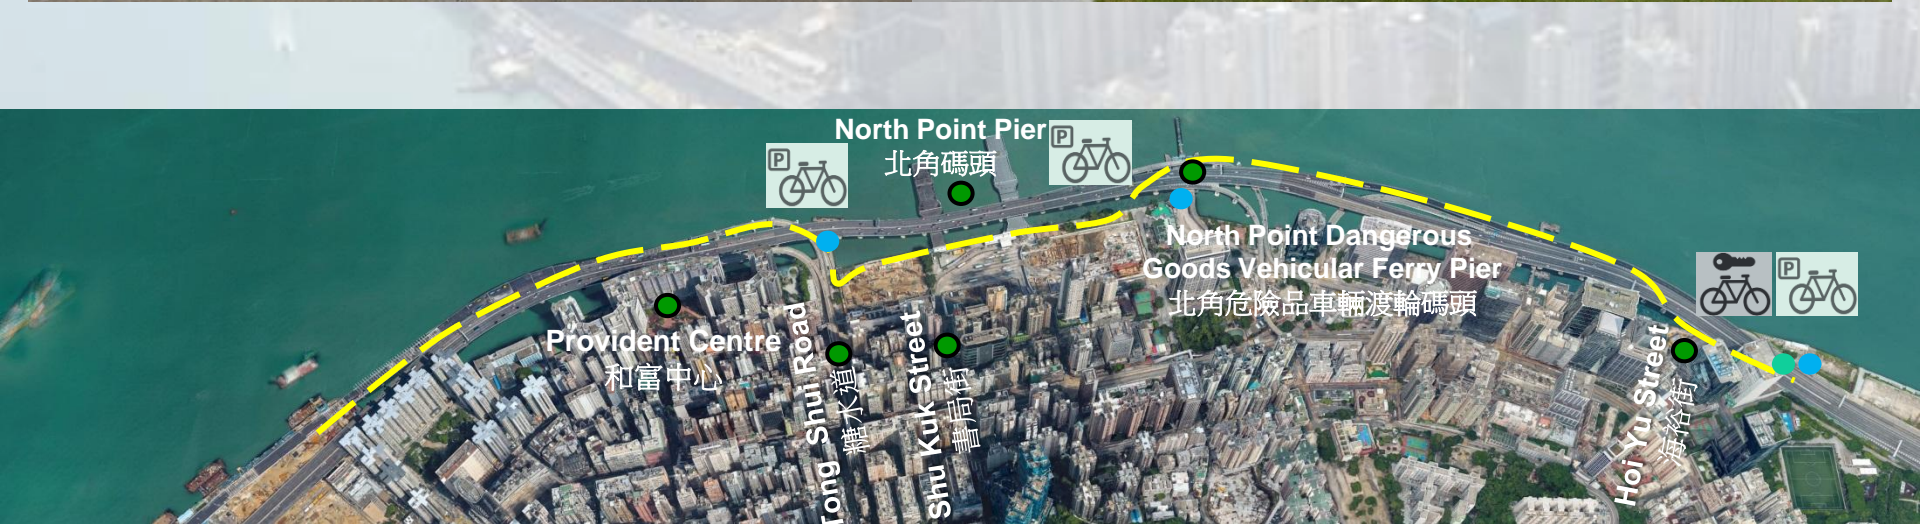 North Point Pier
北角碼頭
P
P
North Point Dangerous
Goods Vehicular Ferry Pier
北角危險品車輛渡輪碼頭
P
Provident Centre
和富中心
Tong Shui Road
糖水道
Shu Kuk Street
書局街
Hoi Yu Street
海裕街